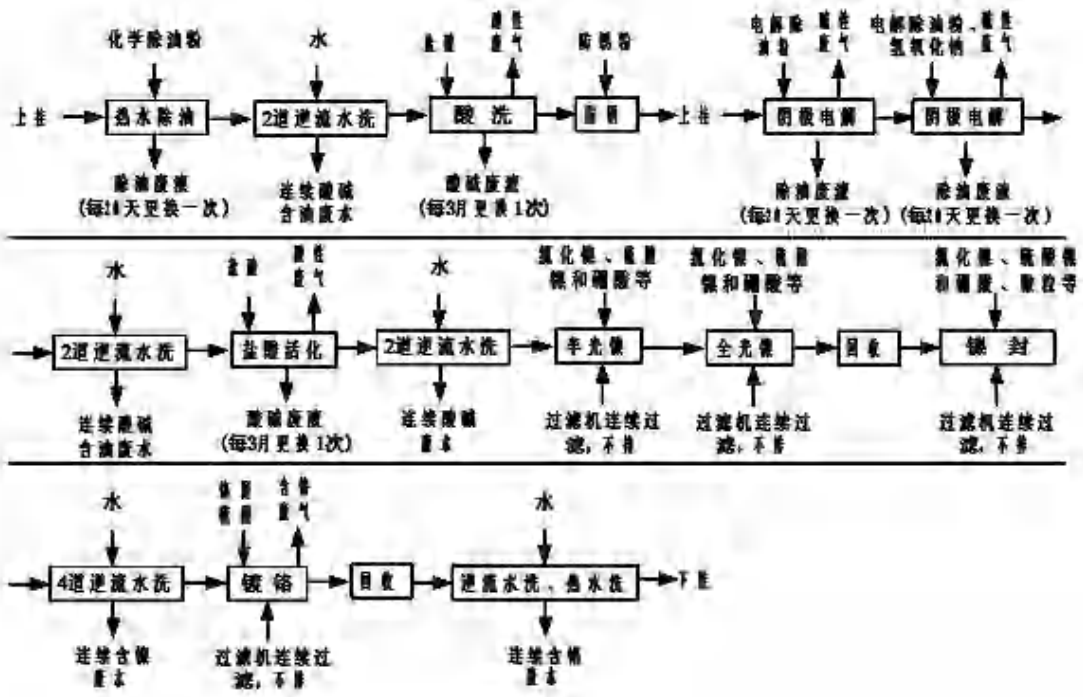 化学除油粉
水
盐酸
酸性
废气
防锈粉
电解除
油粉
废气
电解除油粉、
氢氧化钠
废气
上挂
热水除油
2道逆流水洗
酸洗
防锈
上挂
阴极电解
阴极电解
除油废液
(每20天更换一次)
连续酸碱
含油废水
酸碱废液
(每3月更换1次)
除油废液
(每20天更换一次)
除油废液
(每20天更换一次)
水
盐酸
酸性
废气
水
氯化镍、硫酸
镍和硼酸等
氯化镍、硫酸
镍和硼酸等
氯化镍、硫酸镍
和硼酸、微粒等
2道逆流水洗
盐酸活化
2道逆流水洗
半光镍
全光镍
回收
镍封
连续酸碱
含油废水
酸碱废液
(每3月更换1次)
连续酸碱
废水
过滤机连续过
滤，不排
过滤机连续过
滤，不排
过滤机连续过
滤，不排
水
铬酐
硫酸
含铬
废气
水
4道逆流水洗
镀铬
回收
逆流水洗、热水洗
下挂
连续含镍
废水
过滤机连续过
滤，不排
连续含铬
废水